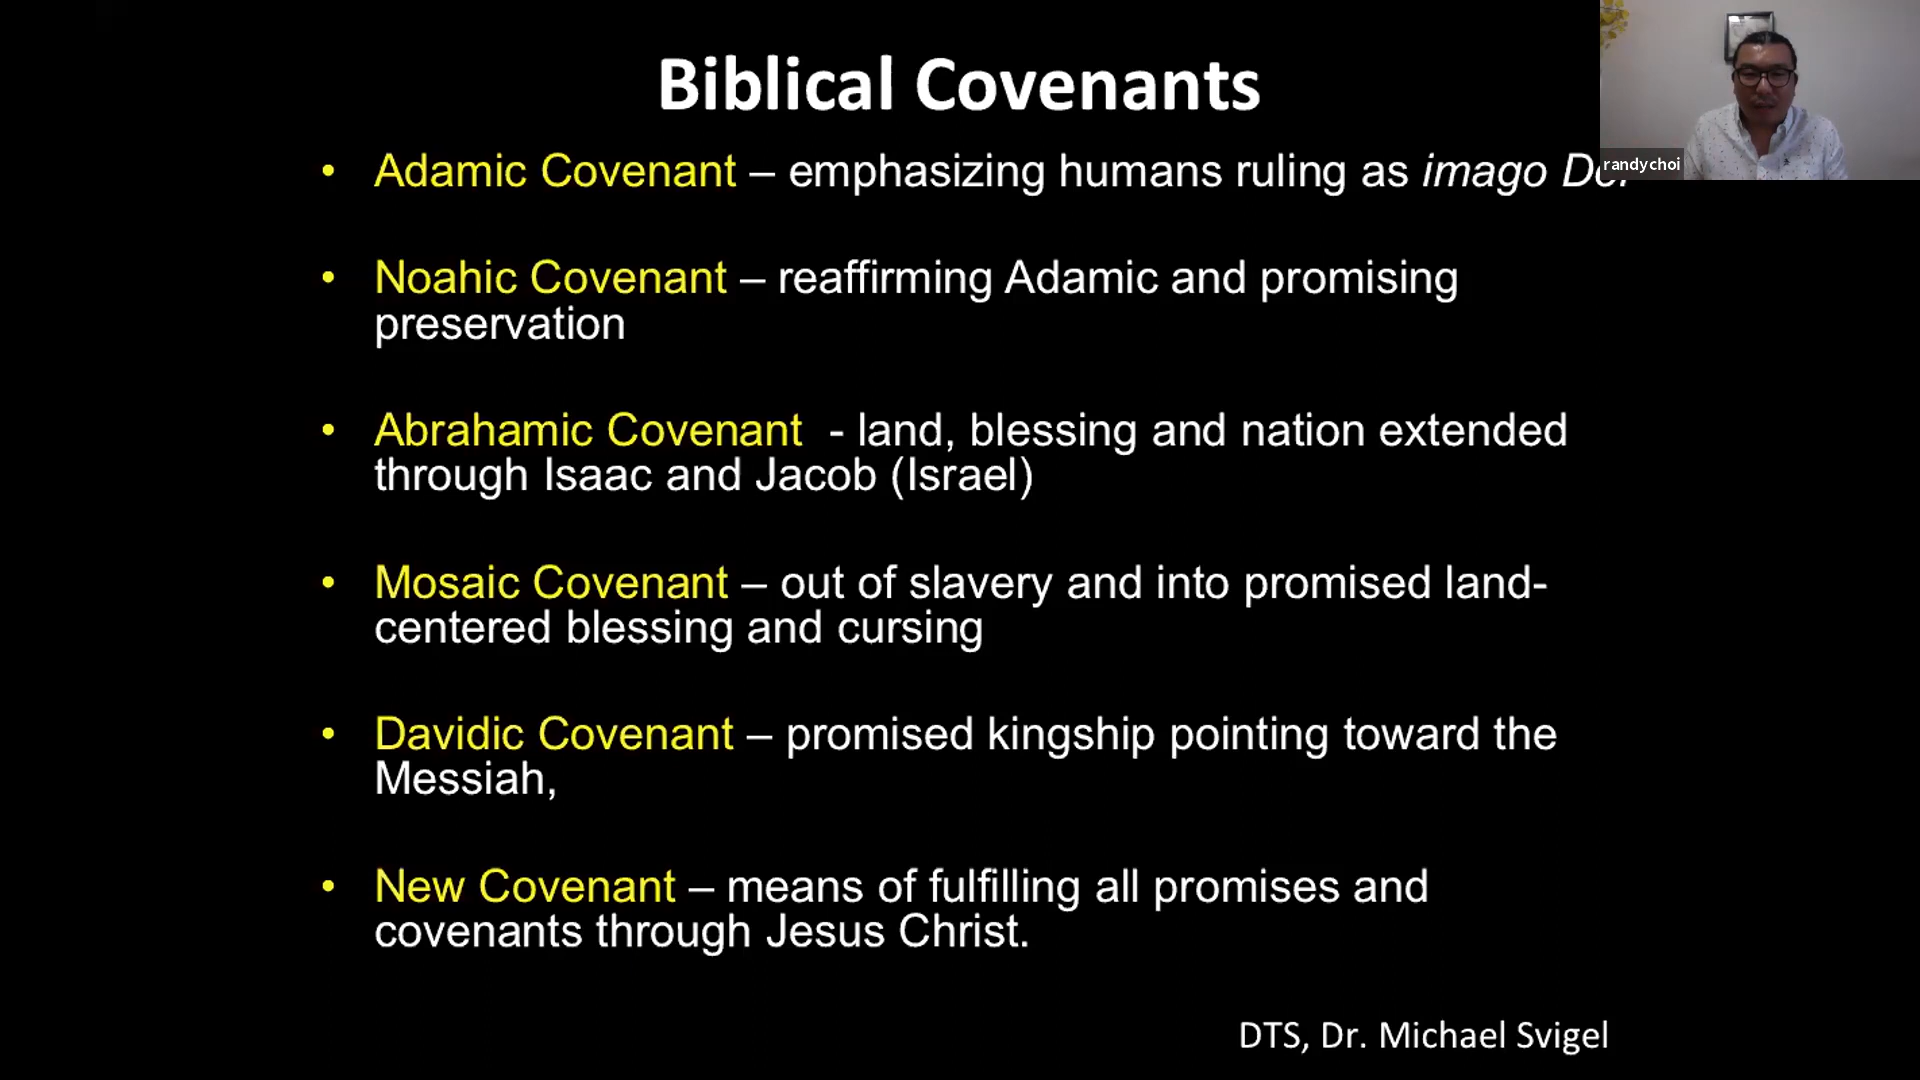 Biblical Covenants
• Adamic Covenant – emphasizing humans ruling as imago
randychoi
• Noahic Covenant – reaffirming Adamic and promising
preservation
• Abrahamic Covenant - land, blessing and nation extended
through Isaac and Jacob (Israel)
• Mosaic Covenant – out of slavery and into promised land-
centered blessing and cursing
• Davidic Covenant – promised kingship pointing toward the
Messiah,
• New Covenant – means of fulfilling all promises and
covenants through Jesus Christ.
DTS, Dr. Michael Svigel